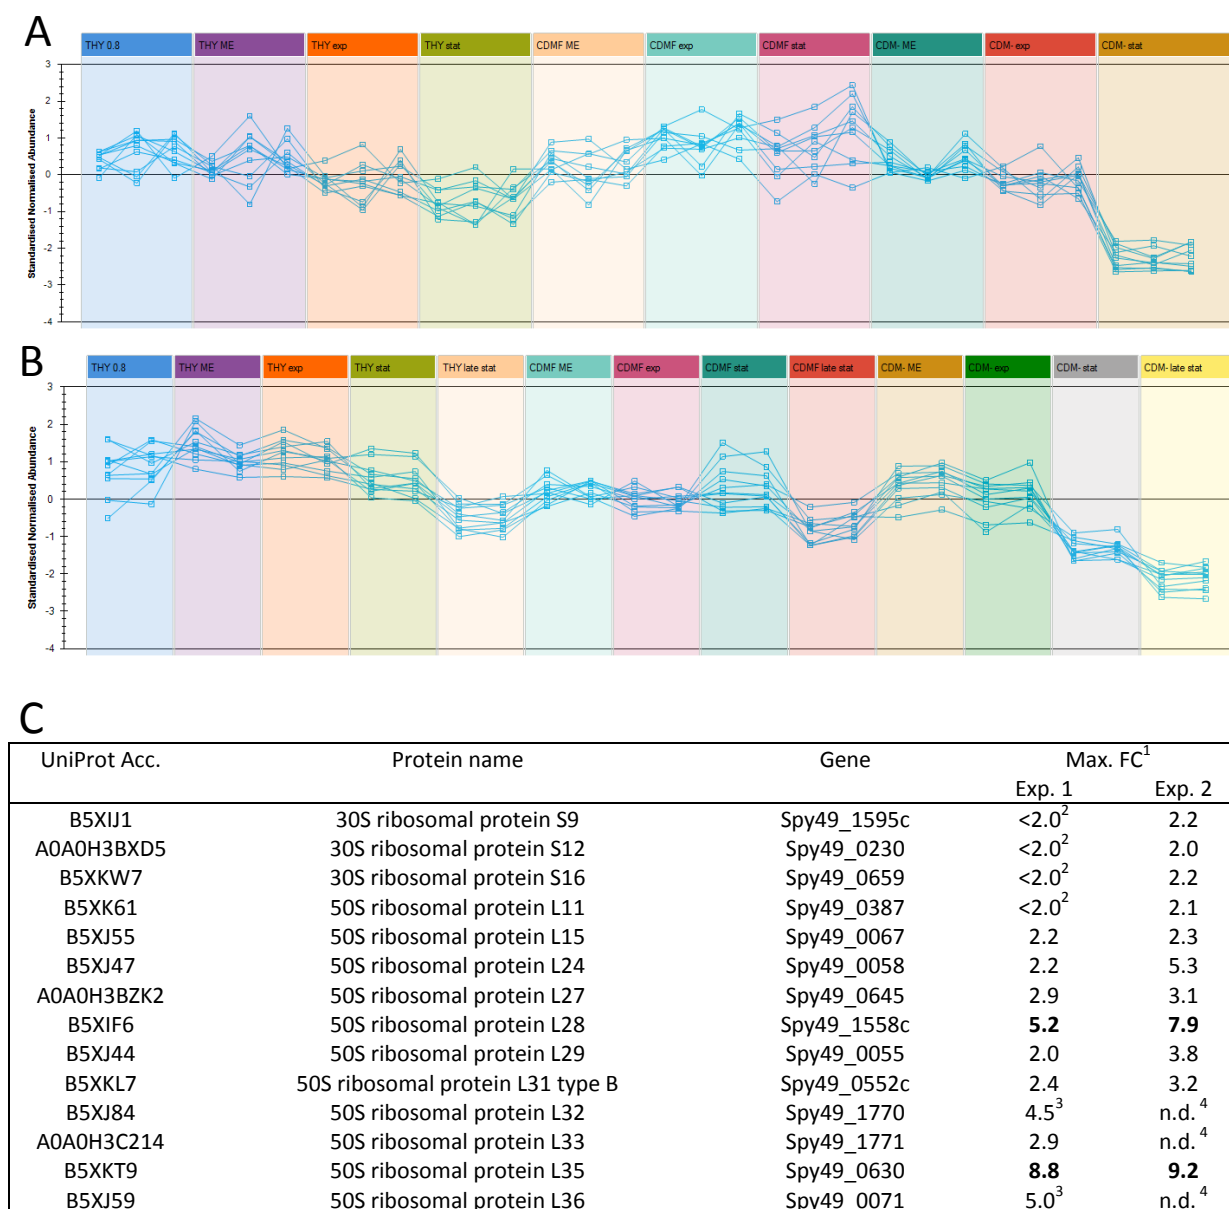 A
THY 0.8 THY ME THY exp THY stat CDMF ME CDMF exp CDMF stat CDM- ME CDM- exp CDM- stat
Standardised Normalised Abundance
3
2
1
0
-1
-2
-3
-4
B
THY 0.8 THY ME THY exp THY stat THY late stat CDMF ME CDMF exp CDMF stat CDMF late stat CDM- ME CDM- exp CDM- stat CDM- late stat
Standardised Normalised Abundance
3
2
1
0
-1
-2
-3
-4
C
UniProt Acc. Protein name Gene Max. FC¹
Exp. 1 Exp. 2
B5XIJ1 30S ribosomal protein S9 Spy49_1595c <2.0² 2.2
A0A0H3BXD5 30S ribosomal protein S12 Spy49_0230 <2.0² 2.0
B5XKW7 30S ribosomal protein S16 Spy49_0659 <2.0² 2.2
B5XK61 50S ribosomal protein L11 Spy49_0387 <2.0² 2.1
B5XJ55 50S ribosomal protein L15 Spy49_0067 2.2 2.3
B5XJ47 50S ribosomal protein L24 Spy49_0058 2.2 5.3
A0A0H3BZK2 50S ribosomal protein L27 Spy49_0645 2.9 3.1
B5XIF6 50S ribosomal protein L28 Spy49_1558c 5.2 7.9
B5XJ44 50S ribosomal protein L29 Spy49_0055 2.0 3.8
B5XKL7 50S ribosomal protein L31 type B Spy49_0552c 2.4 3.2
B5XJ84 50S ribosomal protein L32 Spy49_1770 4.5³ n.d.⁴
A0A0H3C214 50S ribosomal protein L33 Spy49_1771 2.9 n.d.⁴
B5XKT9 50S ribosomal protein L35 Spy49_0630 8.8 9.2
B5XJ59 50S ribosomal protein L36 Spy49_0071 5.0³ n.d.⁴